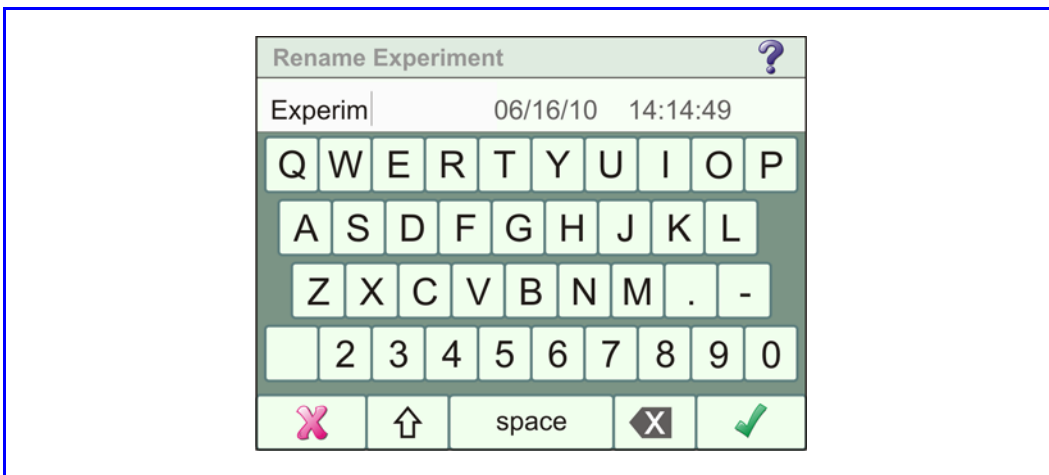 Rename Experiment ?
Experim 06/16/10 14:14:49
Q W E R T Y U I O P
A S D F G H J K L
Z X C V B N M . -
2 3 4 5 6 7 8 9 0
space X